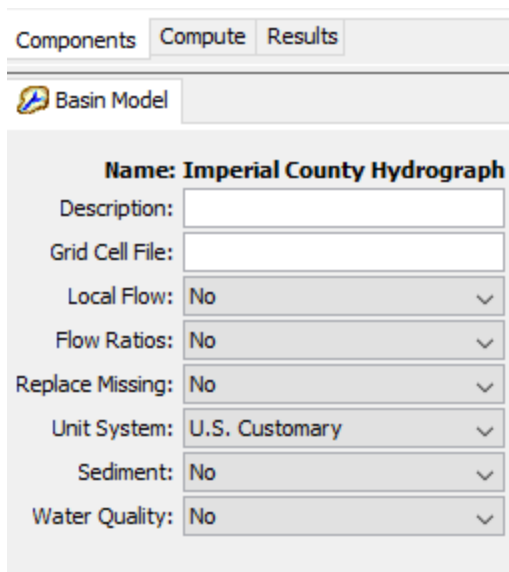 Components Compute Results
Basin Model
Name: Imperial County Hydrograph
Description:
Grid Cell File:
Local Flow: No
Flow Ratios: No
Replace Missing: No
Unit System: U.S. Customary
Sediment: No
Water Quality: No